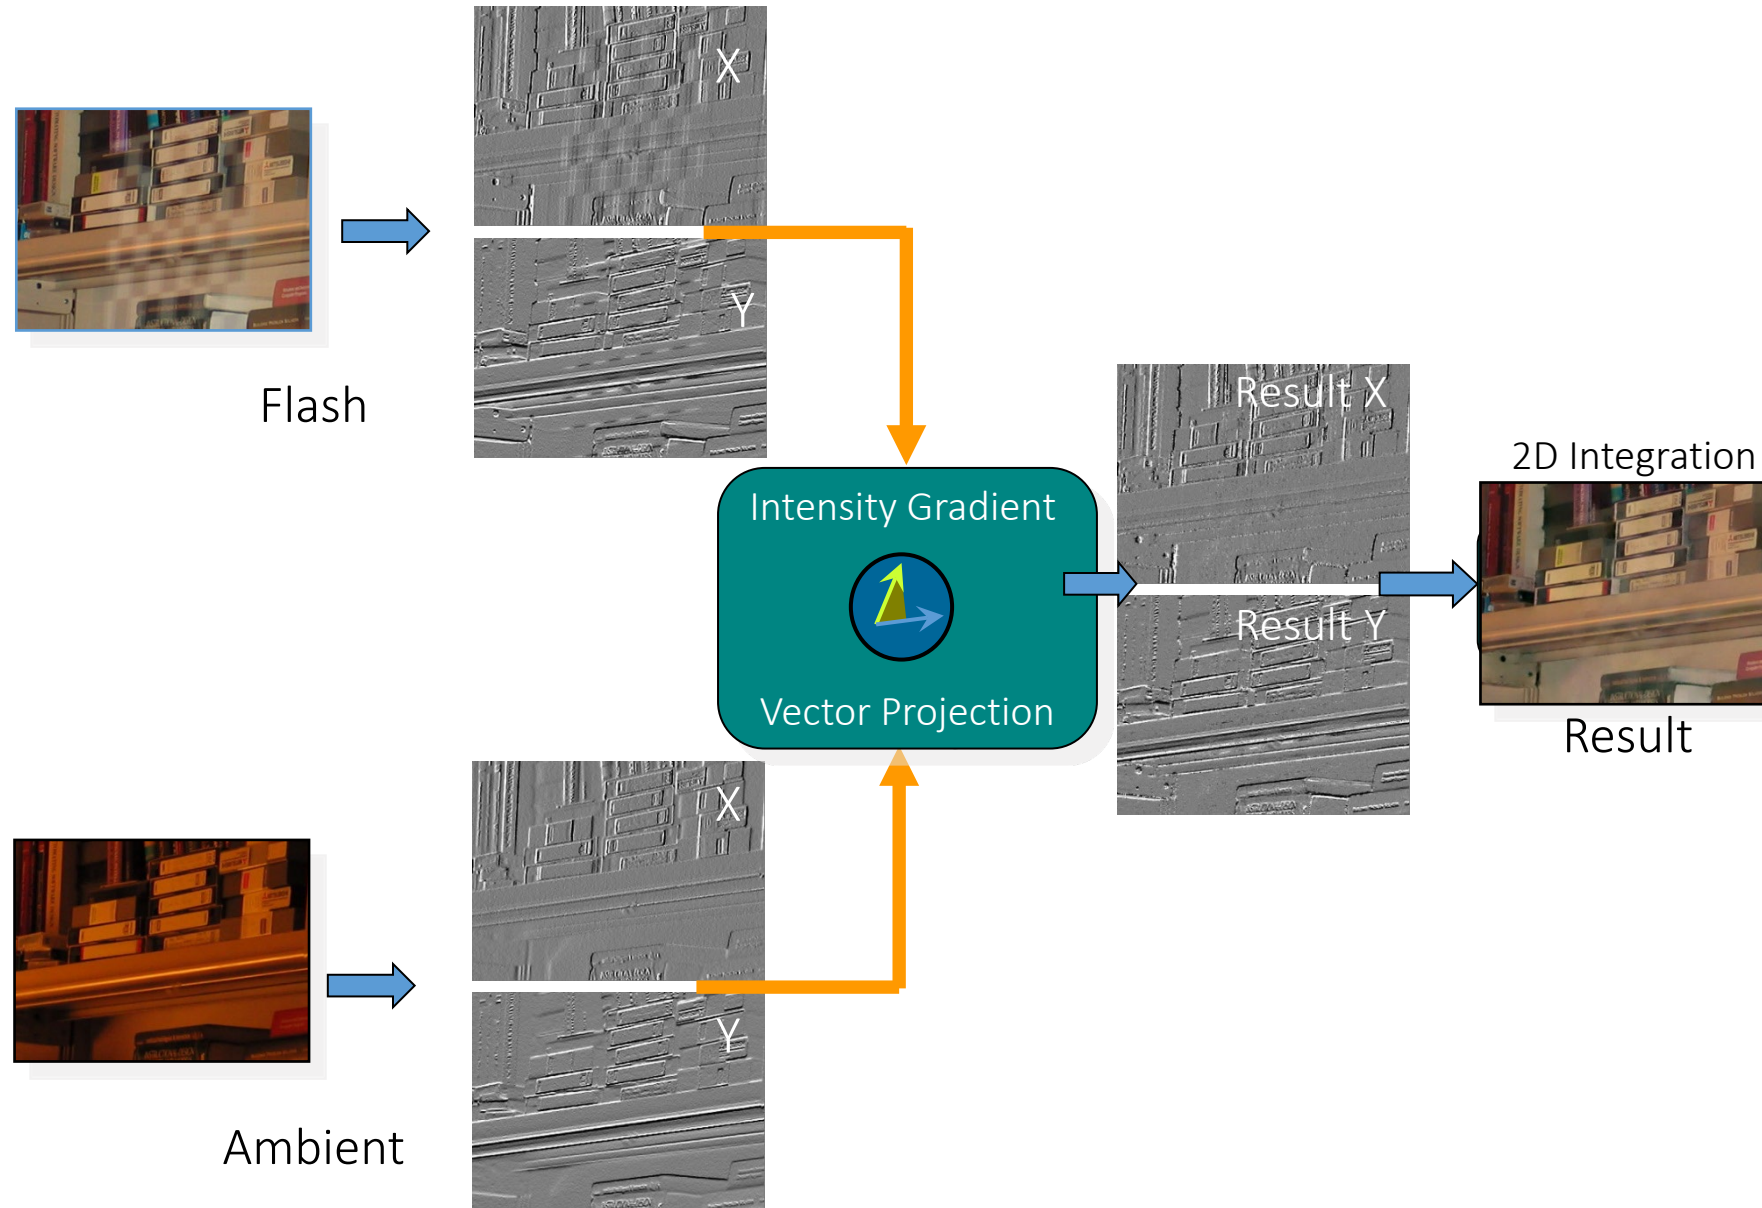 X
Y
Flash
Intensity Gradient
Vector Projection
Result X
Result Y
2D Integration
Result
X
Y
Ambient